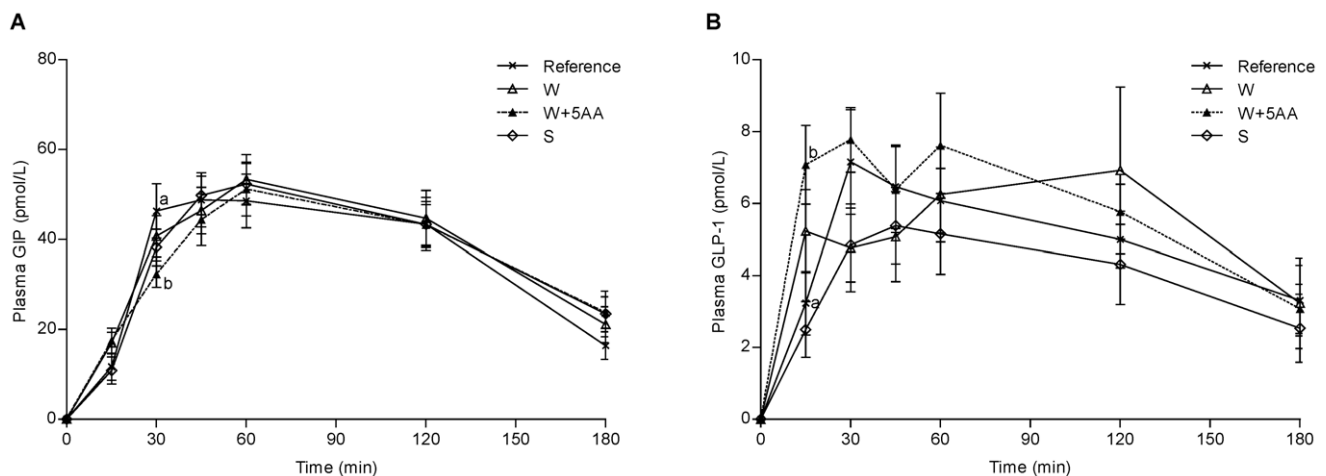 A
80
60
40
20
0
0
30
60
90
120
150
180
Plasma GIP (pmol/L)
Time (min)
Reference
W
W+5AA
S
a
b
B
10
8
6
4
2
0
0
30
60
90
120
150
180
Plasma GLP-1 (pmol/L)
Time (min)
Reference
W
W+5AA
S
b
a